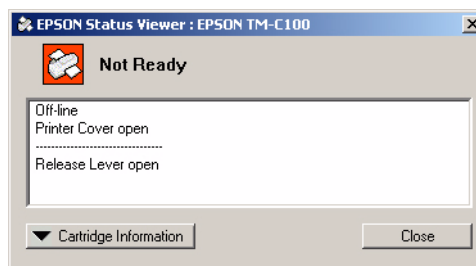 EPSON Status Viewer : EPSON TM-C100
Not Ready
Off-line
Printer Cover open
--------------------------------
Release Lever open
Cartridge Information
Close